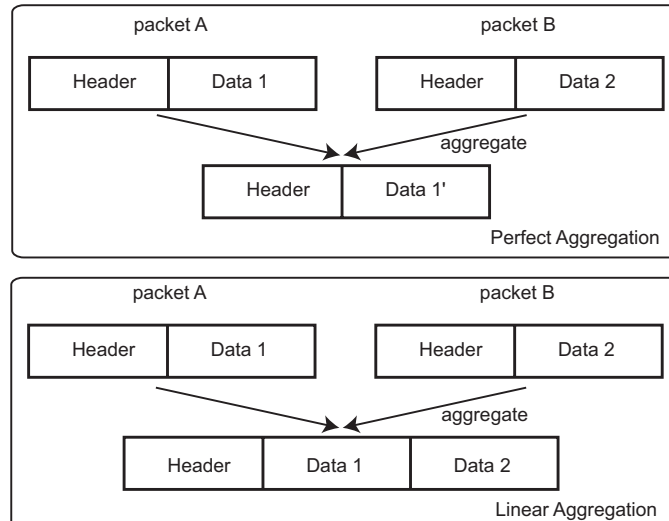 packet A packet B
Header Data 1 Header Data 2
aggregate
Header Data 1'
Perfect Aggregation
packet A packet B
Header Data 1 Header Data 2
aggregate
Header Data 1 Data 2
Linear Aggregation